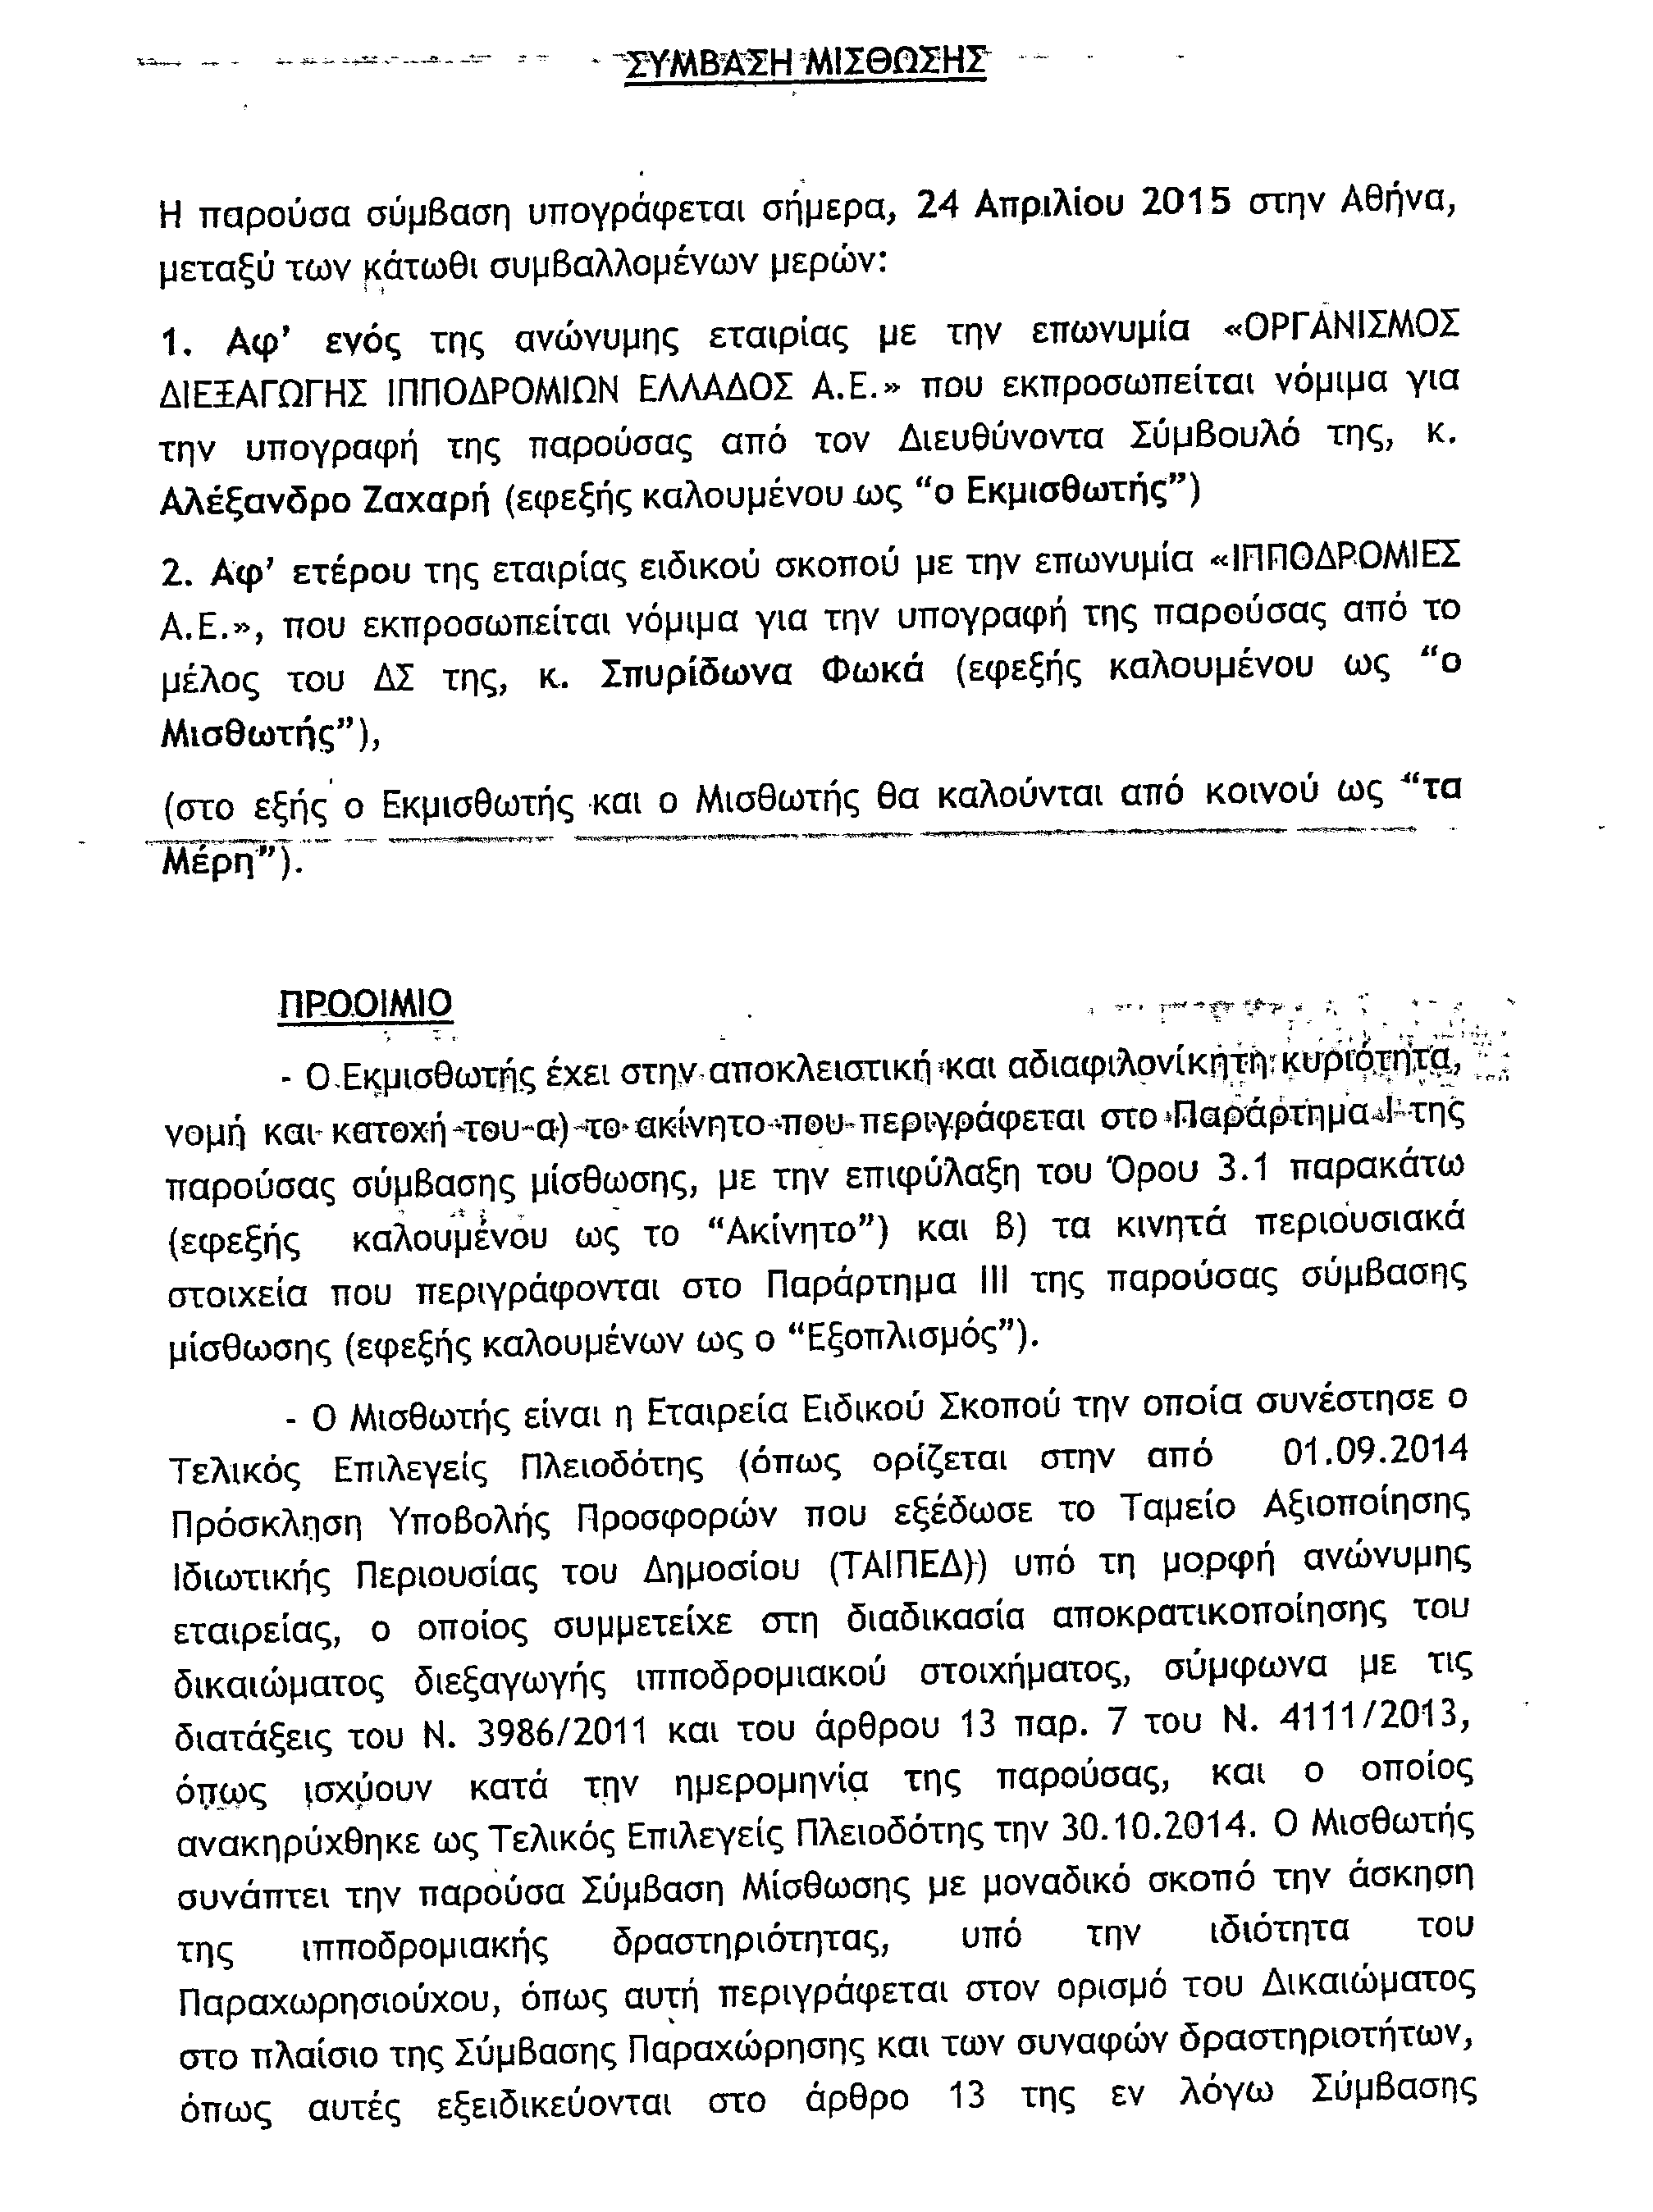 ΣΥΜΒΑΣΗ ΜΙΣΘΩΣΗΣ
Η παρούσα σύμβαση υπογράφεται σήμερα, 24 Απριλίου 2015 στην Αθήνα,
μεταξύ των κάτωθι συμβαλλομένων μερών:
1. Αφ’ ενός της ανώνυμης εταιρίας με την επωνυμία «ΟΡΓΑΝΙΣΜΟΣ
ΔΙΕΞΑΓΩΓΗΣ ΙΠΠΟΔΡΟΜΙΩΝ ΕΛΛΑΔΟΣ Α.Ε.» που εκπροσωπείται νόμιμα για
την υπογραφή της παρούσας από τον Διευθύνοντα Σύμβουλό της, κ.
Αλέξανδρο Ζαχαρή (εφεξής καλουμένου ως “ο Εκμισθωτής”)
2. Αφ’ ετέρου της εταιρίας ειδικού σκοπού με την επωνυμία «ΙΠΠΟΔΡΟΜΙΕΣ
Α.Ε.», που εκπροσωπείται νόμιμα για την υπογραφή της παρούσας από το
μέλος του ΔΣ της, κ. Σπυρίδωνα Φωκά (εφεξής καλουμένου ως “ο
Μισθωτής”),
(στο εξής ο Εκμισθωτής και ο Μισθωτής θα καλούνται από κοινού ως “τα
Μέρη”).
ΠΡΟΟΙΜΙΟ
- Ο Εκμισθωτής έχει στην αποκλειστική και αδιαφιλονίκητη κυριότητα,
νομή και κατοχή του α) το ακίνητο που περιγράφεται στο Παράρτημα Ι της
παρούσας σύμβασης μίσθωσης, με την επιφύλαξη του Όρου 3.1 παρακάτω
(εφεξής καλουμένου ως το “Ακίνητο”) και β) τα κινητά περιουσιακά
στοιχεία που περιγράφονται στο Παράρτημα ΙΙΙ της παρούσας σύμβασης
μίσθωσης (εφεξής καλουμένων ως ο “Εξοπλισμός”).
- Ο Μισθωτής είναι η Εταιρεία Ειδικού Σκοπού την οποία συνέστησε ο
Τελικός Επιλεγείς Πλειοδότης (όπως ορίζεται στην από 01.09.2014
Πρόσκληση Υποβολής Προσφορών που εξέδωσε το Ταμείο Αξιοποίησης
Ιδιωτικής Περιουσίας του Δημοσίου (ΤΑΙΠΕΔ)) υπό τη μορφή ανώνυμης
εταιρείας, ο οποίος συμμετείχε στη διαδικασία αποκρατικοποίησης του
δικαιώματος διεξαγωγής ιπποδρομιακού στοιχήματος, σύμφωνα με τις
διατάξεις του Ν. 3986/2011 και του άρθρου 13 παρ. 7 του Ν. 4111/2013,
όπως ισχύουν κατά την ημερομηνία της παρούσας, και ο οποίος
ανακηρύχθηκε ως Τελικός Επιλεγείς Πλειοδότης την 30.10.2014. Ο Μισθωτής
συνάπτει την παρούσα Σύμβαση Μίσθωσης με μοναδικό σκοπό την άσκηση
της ιπποδρομιακής δραστηριότητας, υπό την ιδιότητα του
Παραχωρησιούχου, όπως αυτή περιγράφεται στον ορισμό του Δικαιώματος
στο πλαίσιο της Σύμβασης Παραχώρησης και των συναφών δραστηριοτήτων,
όπως αυτές εξειδικεύονται στο άρθρο 13 της εν λόγω Σύμβασης